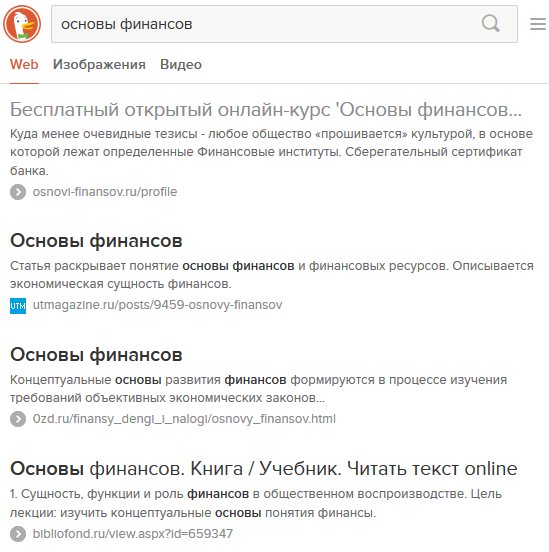 основы финансов
Web Изображения Видео
Бесплатный открытый онлайн-курс 'Основы финансов...
Куда менее очевидные тезисы - любое общество «прошивается» культурой, в основе
которой лежат определенные Финансовые институты. Сберегательный сертификат
банка.
osnovi-finansov.ru/profile
Основы финансов
Статья раскрывает понятие основы финансов и финансовых ресурсов. Описывается
экономическая сущность финансов.
UTM utmagazine.ru/posts/9459-osnovy-finansov
Основы финансов
Концептуальные основы развития финансов формируются в процессе изучения
требований объективных экономических законов...
0zd.ru/finansy_dengi_i_nalogi/osnovy_finansov.html
Основы финансов. Книга / Учебник. Читать текст online
1. Сущность, функции и роль финансов в общественном воспроизводстве. Цель
лекции: изучить концептуальные основы понятия финансы.
bibliofond.ru/view.aspx?id=659347